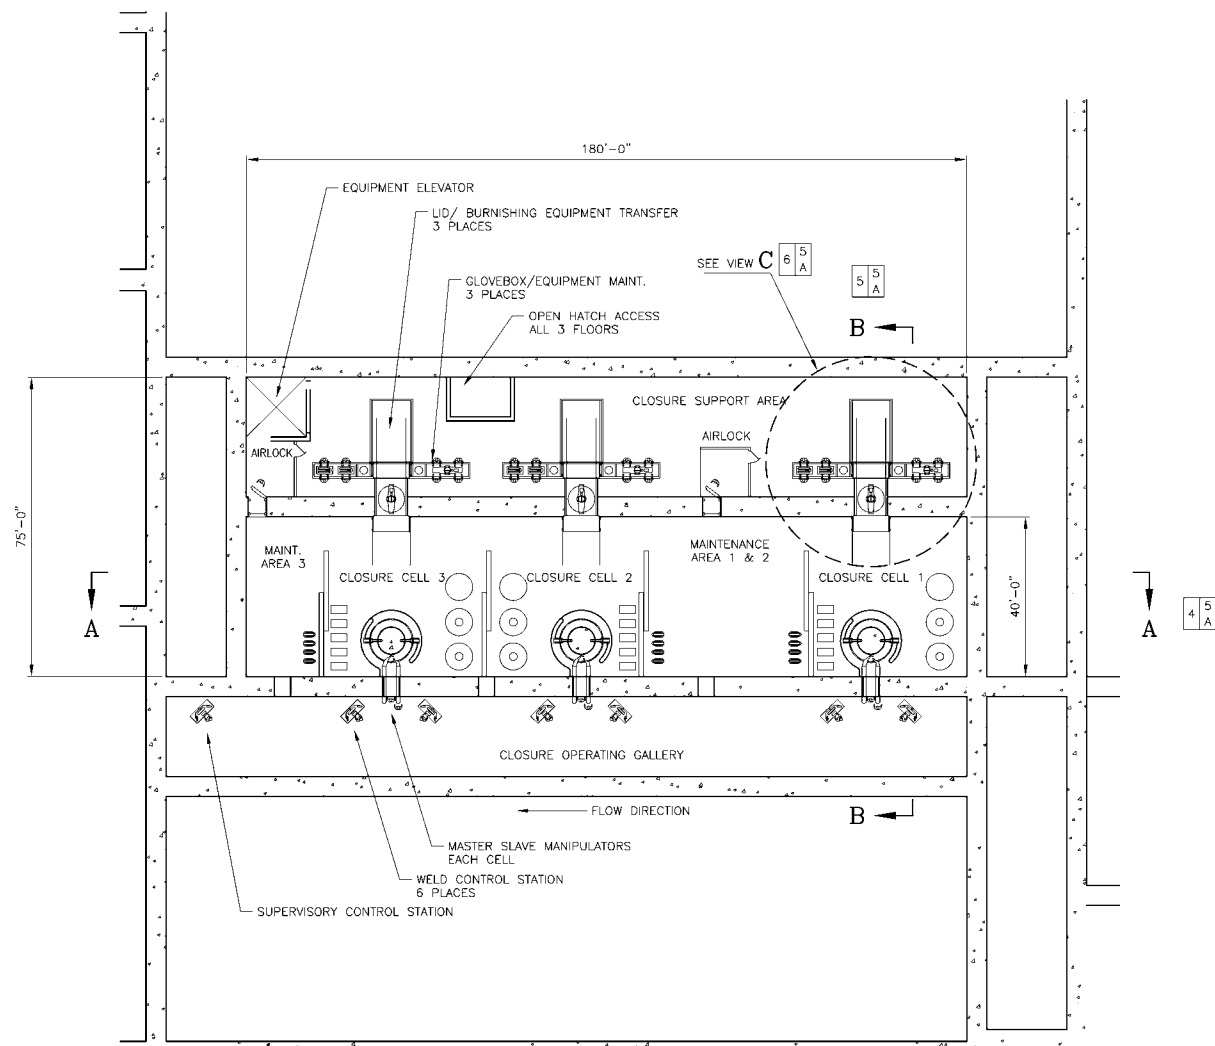 180'-0"
EQUIPMENT ELEVATOR
LID/ BURNISHING EQUIPMENT TRANSFER
3 PLACES
SEE VIEW C
6 5
A
GLOVEBOX/EQUIPMENT MAINT.
3 PLACES
5 5
A
OPEN HATCH ACCESS
ALL 3 FLOORS
B
CLOSURE SUPPORT AREA
AIRLOCK
AIRLOCK
75'-0"
MAINT.
AREA 3
MAINTENANCE
AREA 1 & 2
CLOSURE CELL 3
CLOSURE CELL 2
CLOSURE CELL 1
40'-0"
A
A
4 5
A
CLOSURE OPERATING GALLERY
FLOW DIRECTION
B
MASTER SLAVE MANIPULATORS
EACH CELL
WELD CONTROL STATION
6 PLACES
SUPERVISORY CONTROL STATION